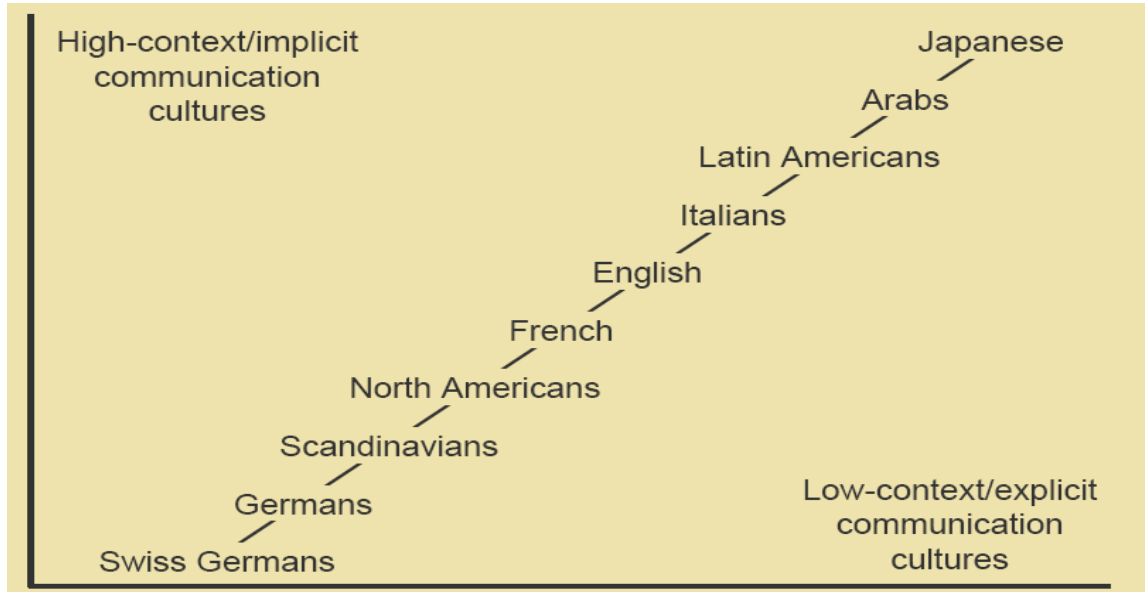 High-context/implicit
communication
cultures
Japanese
Arabs
Latin Americans
Italians
English
French
North Americans
Scandinavians
Germans
Swiss Germans
Low-context/explicit
communication
cultures